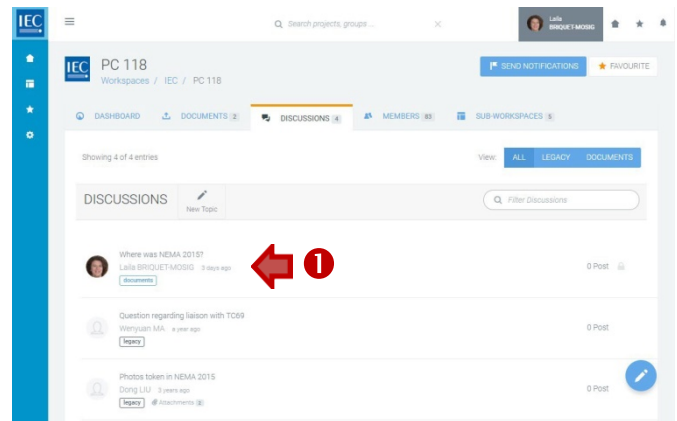 IEC
Search projects, groups ...
Laila
BRIQUET-MOSIG
IEC
PC 118
Workspaces / IEC / PC 118
SEND NOTIFICATIONS
FAVOURITE
DASHBOARD
DOCUMENTS 2
DISCUSSIONS 4
MEMBERS 83
SUB-WORKSPACES 5
Showing 4 of 4 entries
View:
ALL
LEGACY
DOCUMENTS
DISCUSSIONS
New Topic
Filter Discussions
Where was NEMA 2015?
Laila BRIQUET-MOSIG 3 days ago
documents
1
0 Post
Question regarding liaison with TC69
Wenyuan MA a year ago
legacy
0 Post
Photos token in NEMA 2015
Dong LIU 3 years ago
legacy Attachments 2
0 Post